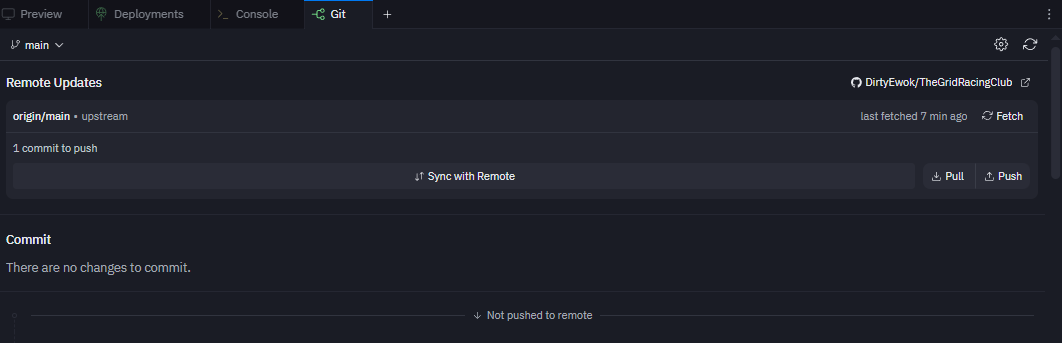 Preview Deployments Console Git
main
Remote Updates DirtyEwok/TheGridRacingClub
origin/main • upstream last fetched 7 min ago Fetch
1 commit to push
Sync with Remote Pull Push
Commit
There are no changes to commit.
Not pushed to remote